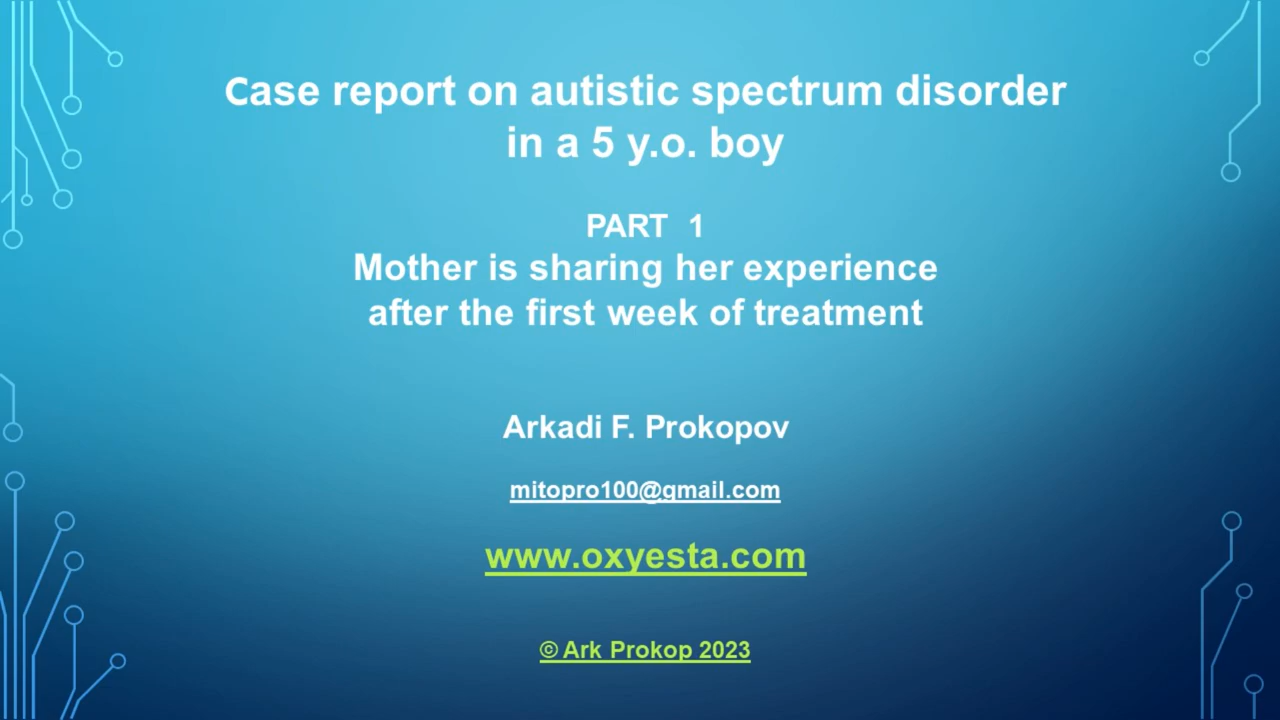 Case report on autistic spectrum disorder
in a 5 y.o. boy
PART 1
Mother is sharing her experience
after the first week of treatment
Arkadi F. Prokopov
mitopro100@gmail.com
www.oxyesta.com
© Ark Prokop 2023